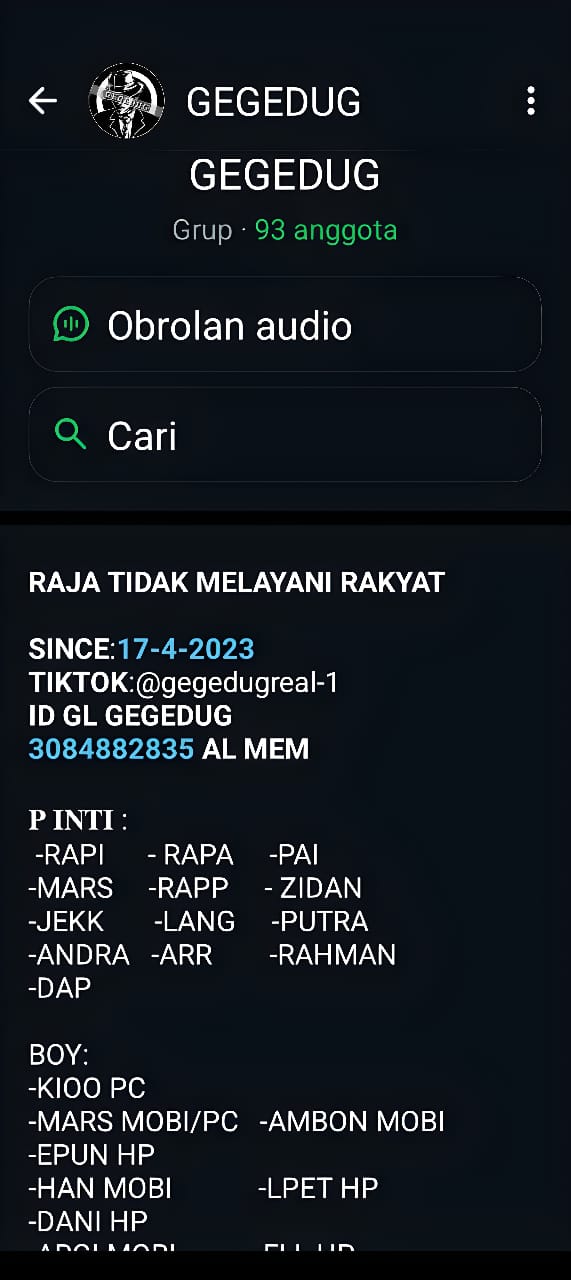 GEGEDUG
GEGEDUG
Grup · 93 anggota
Obrolan audio
Cari
RAJA TIDAK MELAYANI RAKYAT
SINCE:17-4-2023
TIKTOK:@gegedugreal-1
ID GL GEGEDUG
3084882835 AL MEM
P INTI :
-RAPI - RAPA -PAI
-MARS -RAPP - ZIDAN
-JEKK -LANG -PUTRA
-ANDRA -ARR -RAHMAN
-DAP
BOY:
-KIOO PC
-MARS MOBI/PC -AMBON MOBI
-EPUN HP
-HAN MOBI -LPET HP
-DANI HP